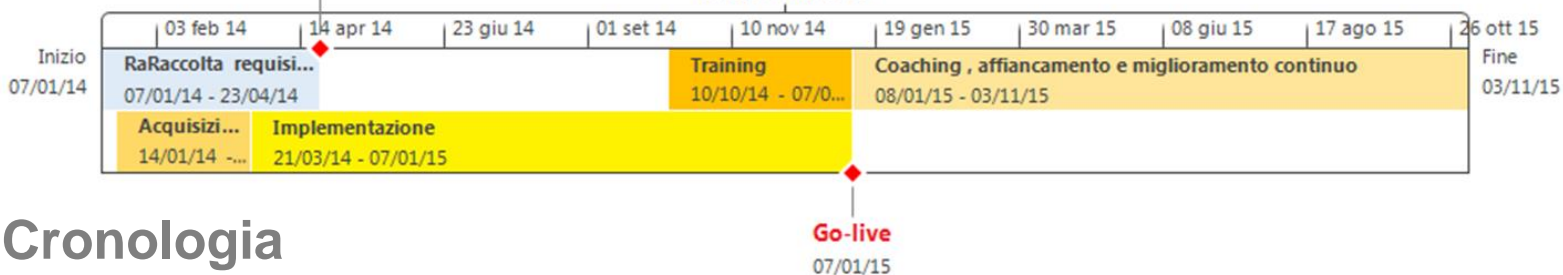 03 feb 14 14 apr 14 23 giu 14 01 set 14 10 nov 14 19 gen 15 30 mar 15 08 giu 15 17 ago 15 26 ott 15
Inizio
07/01/14
RaRaccolta requisi...
07/01/14 - 23/04/14
Training
10/10/14 - 07/0...
Coaching , affiancamento e miglioramento continuo
08/01/15 - 03/11/15
Fine
03/11/15
Acquisizi...
14/01/14 -...
Implementazione
21/03/14 - 07/01/15
Go-live
07/01/15
Cronologia